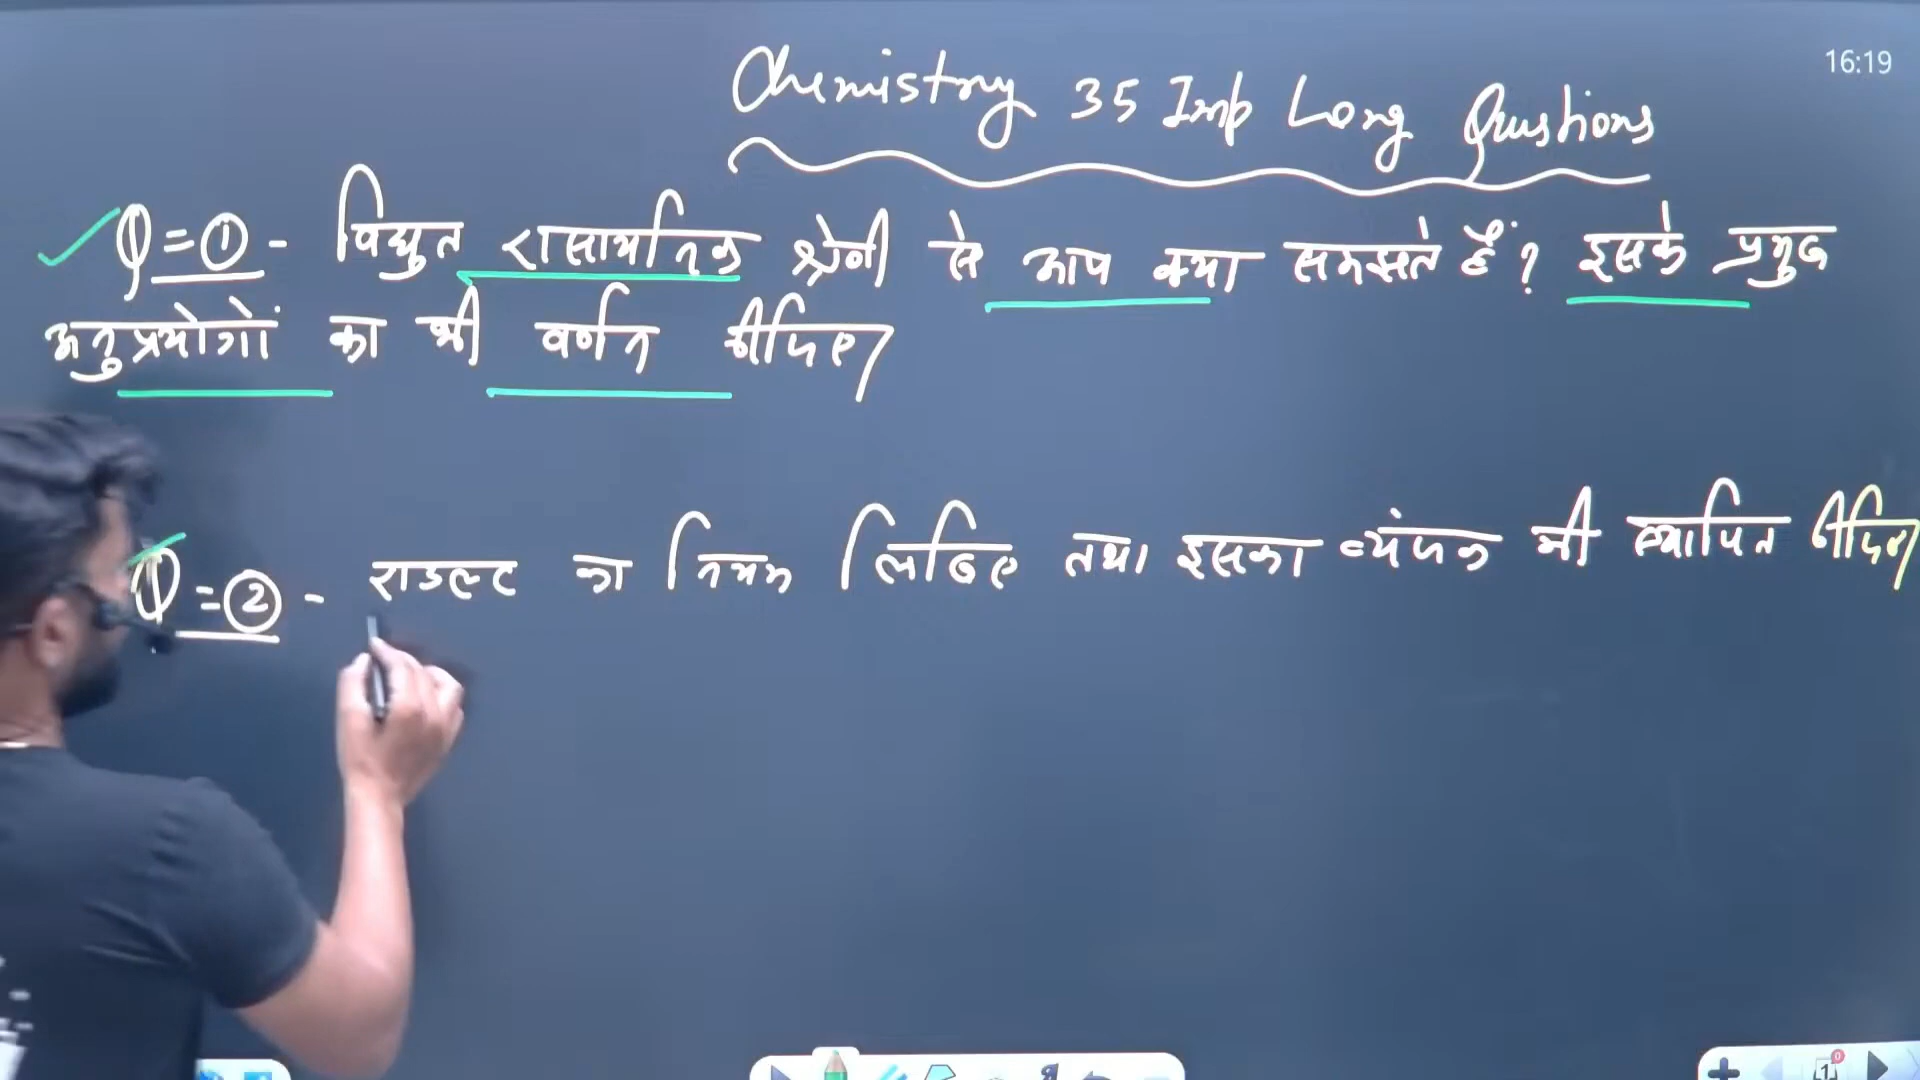 16:19
Chemistry 35 Imp Long Questions
Q=① - विद्युत रासायनिक श्रेणी से आप क्या समझते हैं? इसके प्रमुख
अनुप्रयोगों का भी वर्णन कीजिए।
Q=② - राउल्ट का नियम लिखिए तथा इसका व्यंजक भी स्थापित कीजिए